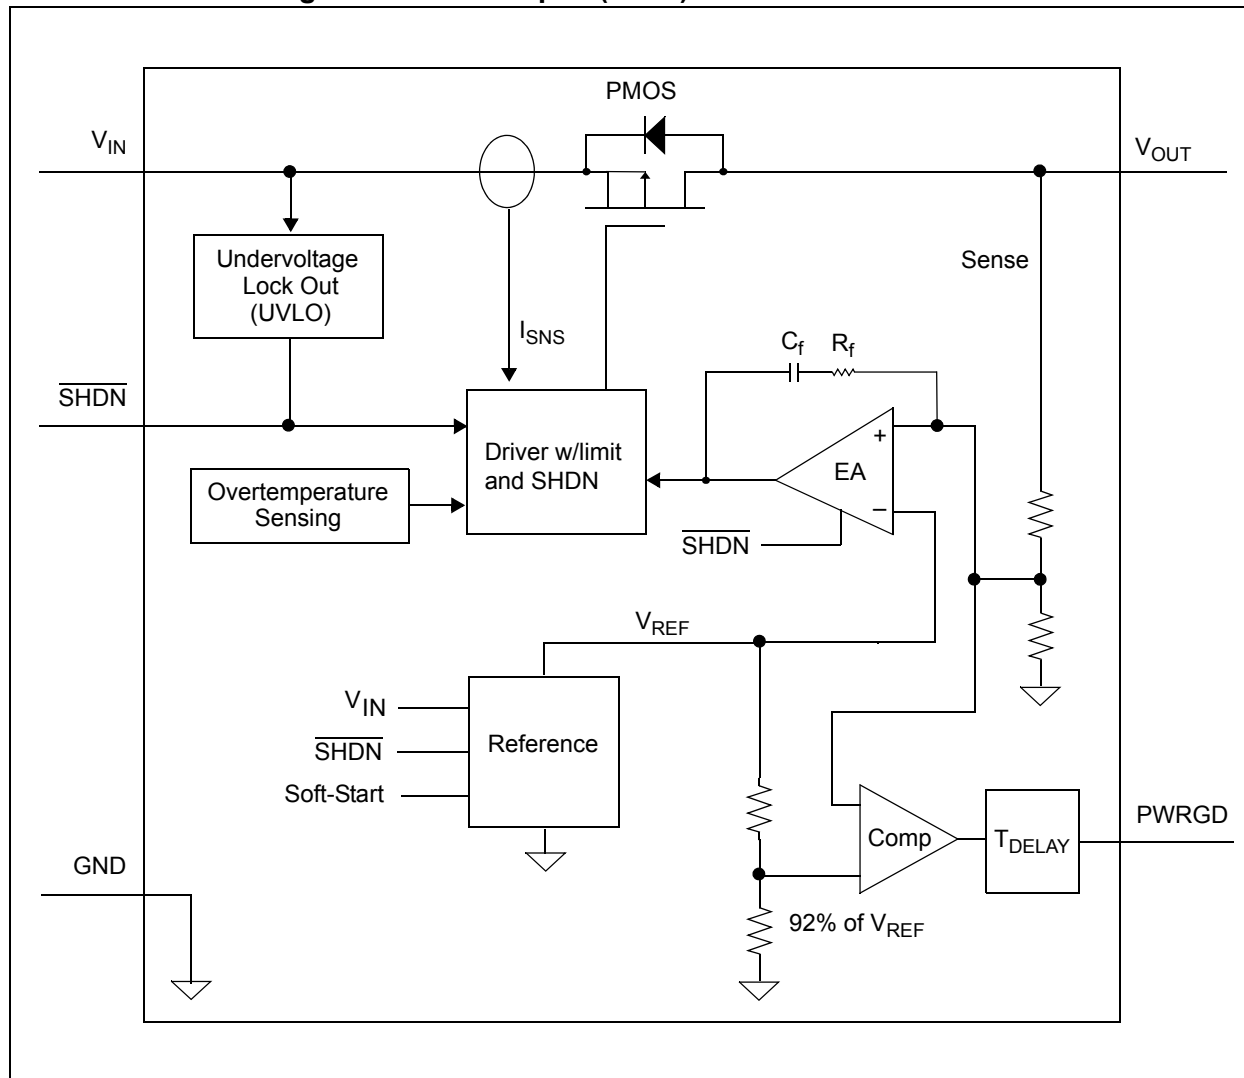 PMOS
V_IN
V_OUT
Undervoltage
Lock Out
(UVLO)
Sense
I_SNS
C_f
R_f
SHDN
Driver w/limit
and SHDN
+
EA
−
Overtemperature
Sensing
SHDN
V_REF
V_IN
SHDN
Soft-Start
Reference
PWRGD
Comp
T_DELAY
GND
92% of V_REF